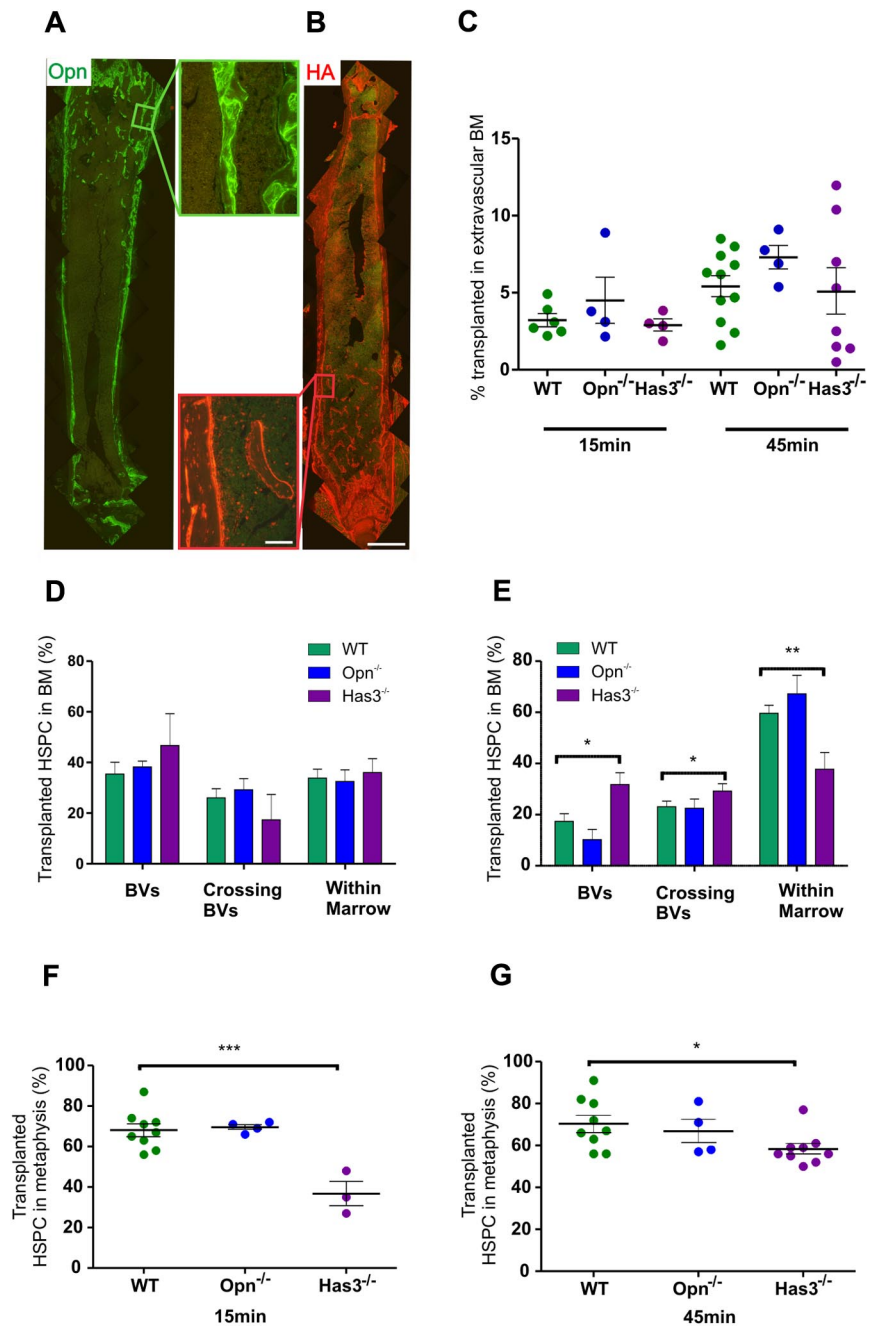 A
B
C
Opn
HA
% transplanted in extravascular BM
15
10
5
0
WT
Opn-/-
Has3-/-
WT
Opn-/-
Has3-/-
15min
45min
D
Transplanted HSPC in BM (%)
80
60
40
20
0
WT
Opn-/-
Has3-/-
BVs
Crossing
BVs
Within
Marrow
E
Transplanted HSPC in BM (%)
80
60
40
20
0
WT
Opn-/-
Has3-/-
*
*
**
BVs
Crossing
BVs
Within
Marrow
F
Transplanted
HSPC in metaphysis (%)
100
80
60
40
20
0
***
WT
Opn-/-
Has3-/-
15min
G
Transplanted
HSPC in metaphysis (%)
100
80
60
40
20
0
*
WT
Opn-/-
Has3-/-
45min